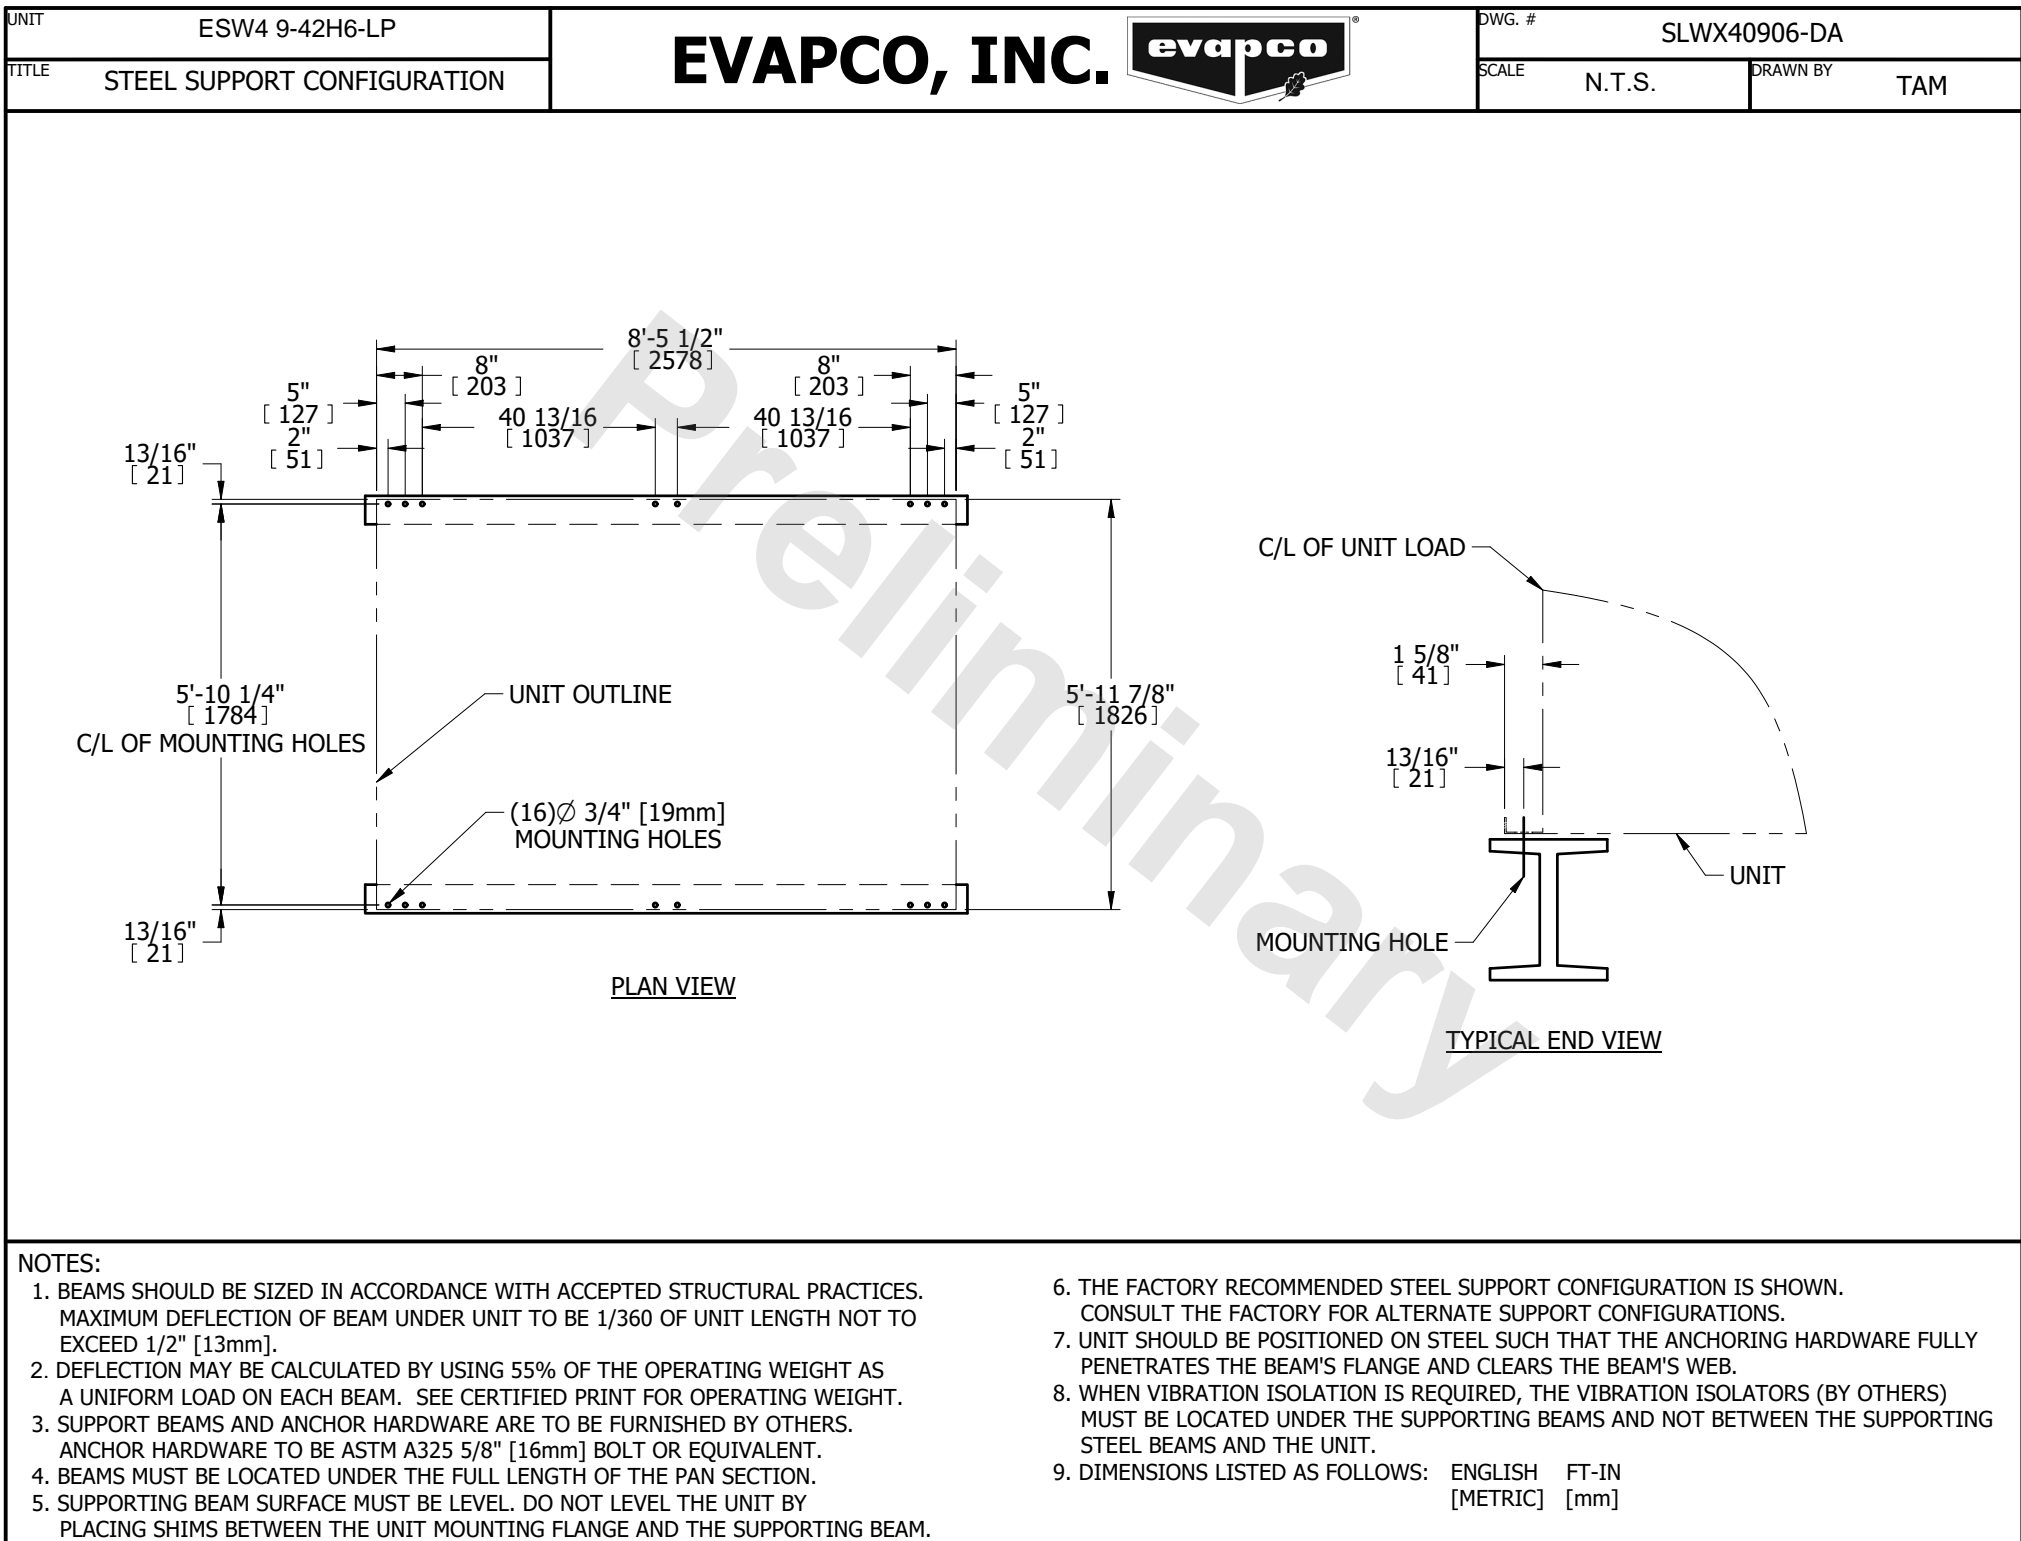 UNIT
ESW4 9-42H6-LP
TITLE
STEEL SUPPORT CONFIGURATION
EVAPCO, INC.
evapco
®
DWG. #
SLWX40906-DA
SCALE
N.T.S.
DRAWN BY
TAM
8'-5 1/2"
[ 2578 ]
8"
[ 203 ]
8"
[ 203 ]
5"
[ 127 ]
5"
[ 127 ]
40 13/16
[ 1037 ]
40 13/16
[ 1037 ]
2"
[ 51 ]
2"
[ 51 ]
13/16"
[ 21 ]
5'-10 1/4"
[ 1784 ]
C/L OF MOUNTING HOLES
UNIT OUTLINE
(16)Ø 3/4" [19mm]
MOUNTING HOLES
5'-11 7/8"
[ 1826 ]
13/16"
[ 21 ]
PLAN VIEW
C/L OF UNIT LOAD
1 5/8"
[ 41 ]
13/16"
[ 21 ]
UNIT
MOUNTING HOLE
TYPICAL END VIEW
Preliminary
NOTES:
1. BEAMS SHOULD BE SIZED IN ACCORDANCE WITH ACCEPTED STRUCTURAL PRACTICES.
MAXIMUM DEFLECTION OF BEAM UNDER UNIT TO BE 1/360 OF UNIT LENGTH NOT TO
EXCEED 1/2" [13mm].
2. DEFLECTION MAY BE CALCULATED BY USING 55% OF THE OPERATING WEIGHT AS
A UNIFORM LOAD ON EACH BEAM. SEE CERTIFIED PRINT FOR OPERATING WEIGHT.
3. SUPPORT BEAMS AND ANCHOR HARDWARE ARE TO BE FURNISHED BY OTHERS.
ANCHOR HARDWARE TO BE ASTM A325 5/8" [16mm] BOLT OR EQUIVALENT.
4. BEAMS MUST BE LOCATED UNDER THE FULL LENGTH OF THE PAN SECTION.
5. SUPPORTING BEAM SURFACE MUST BE LEVEL. DO NOT LEVEL THE UNIT BY
PLACING SHIMS BETWEEN THE UNIT MOUNTING FLANGE AND THE SUPPORTING BEAM.
6. THE FACTORY RECOMMENDED STEEL SUPPORT CONFIGURATION IS SHOWN.
CONSULT THE FACTORY FOR ALTERNATE SUPPORT CONFIGURATIONS.
7. UNIT SHOULD BE POSITIONED ON STEEL SUCH THAT THE ANCHORING HARDWARE FULLY
PENETRATES THE BEAM'S FLANGE AND CLEARS THE BEAM'S WEB.
8. WHEN VIBRATION ISOLATION IS REQUIRED, THE VIBRATION ISOLATORS (BY OTHERS)
MUST BE LOCATED UNDER THE SUPPORTING BEAMS AND NOT BETWEEN THE SUPPORTING
STEEL BEAMS AND THE UNIT.
9. DIMENSIONS LISTED AS FOLLOWS: ENGLISH FT-IN
[METRIC] [mm]